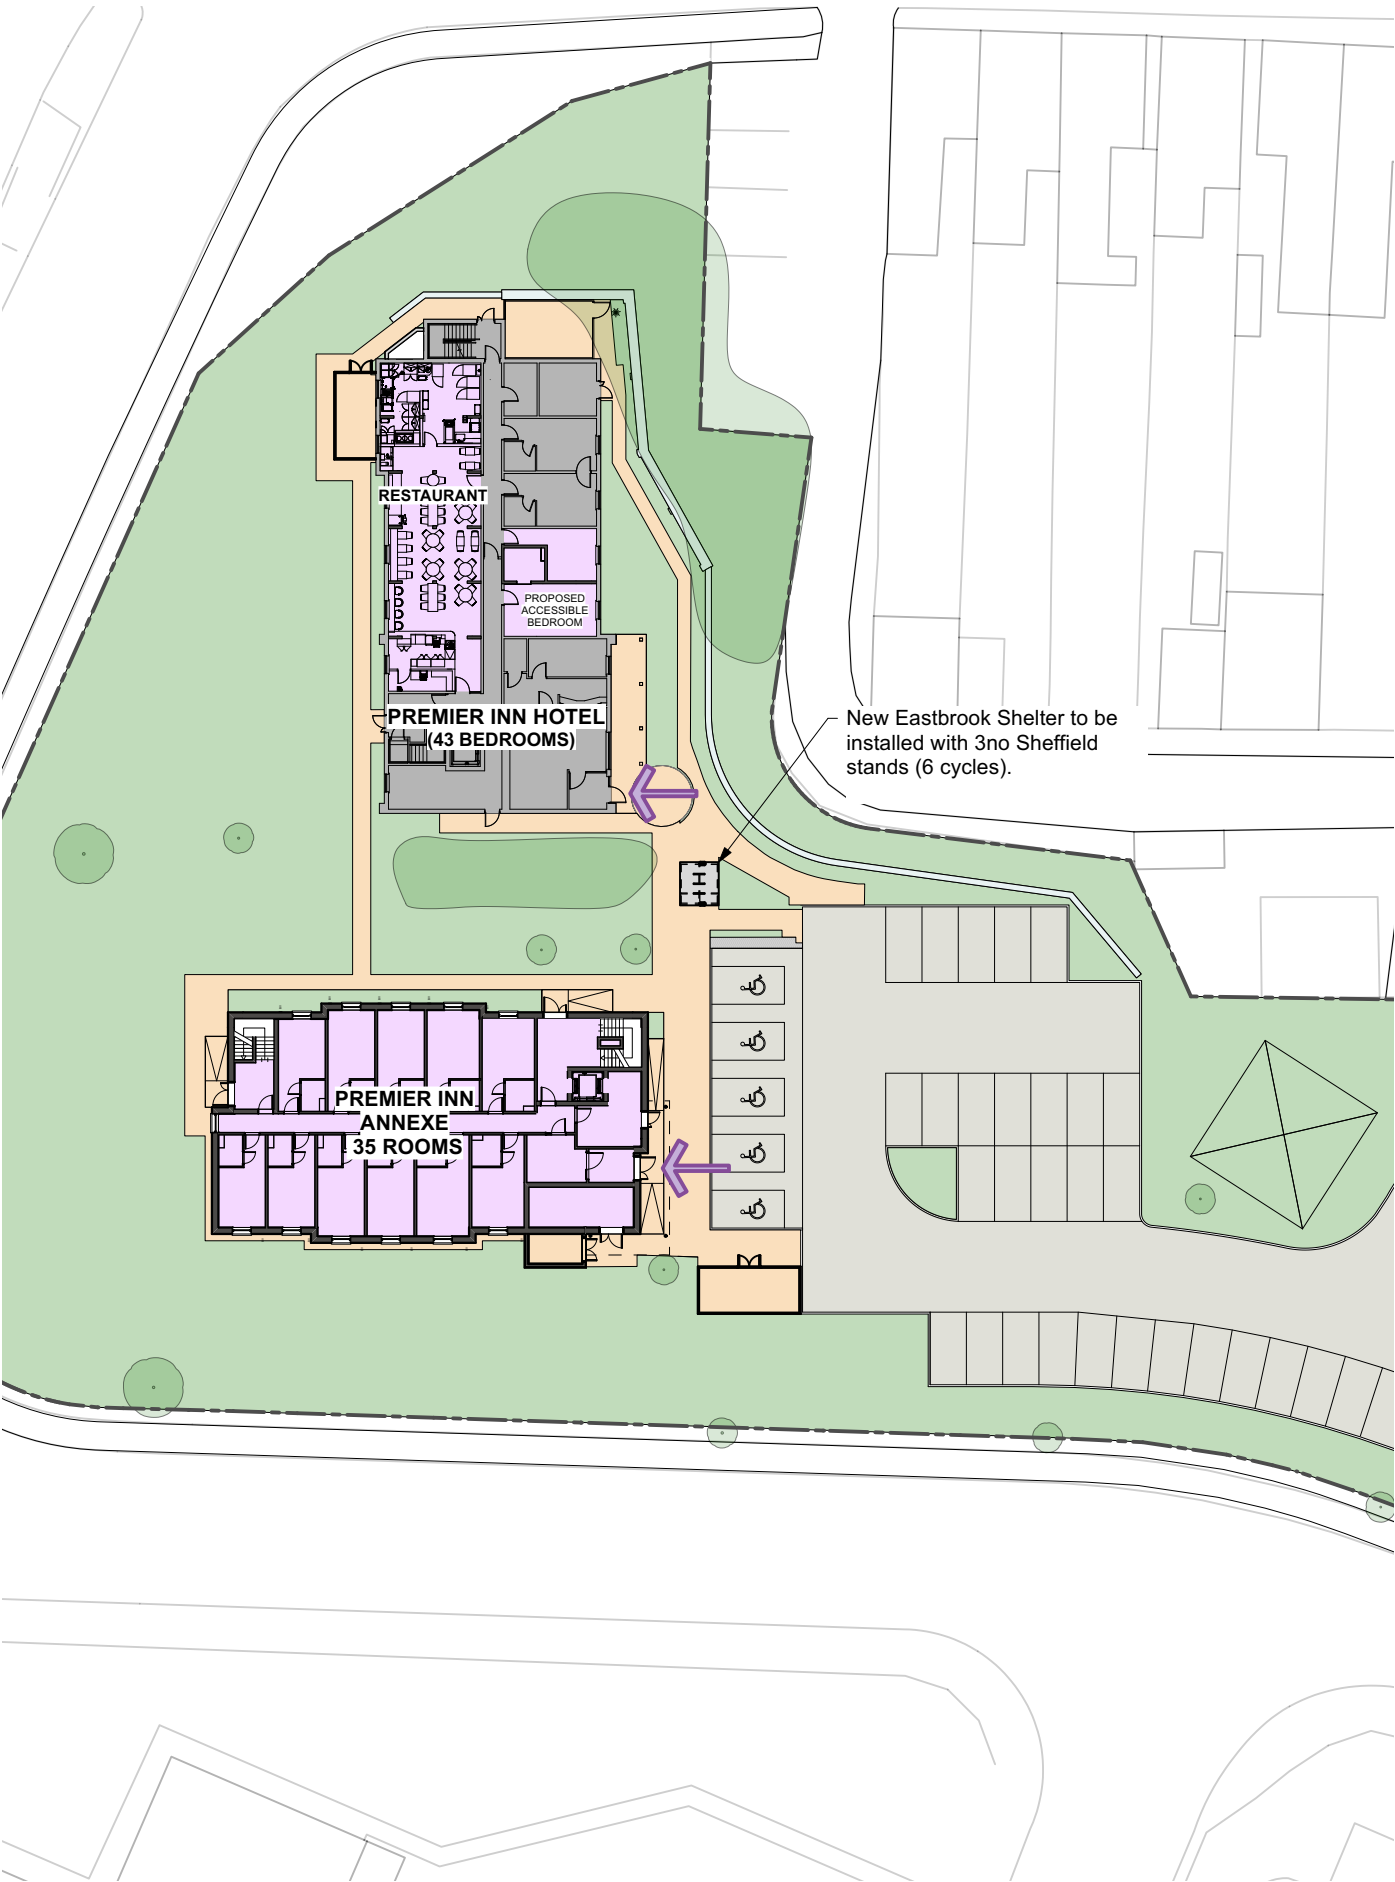 RESTAURANT
PROPOSED
ACCESSIBLE
BEDROOM
PREMIER INN HOTEL
(43 BEDROOMS)
New Eastbrook Shelter to be
installed with 3no Sheffield
stands (6 cycles).
PREMIER INN
ANNEXE
35 ROOMS